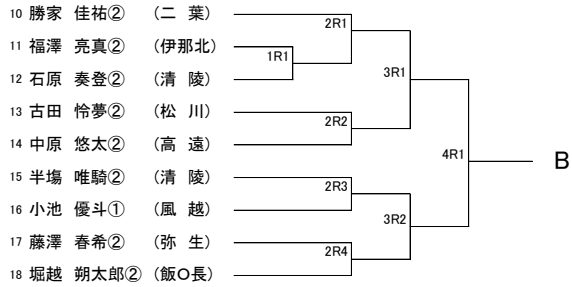 10 勝家 佳祐② (二 葉)
2R1
11 福澤 亮真② (伊那北)
1R1
12 石原 奏登② (清 陵)
3R1
13 古田 怜夢② (松 川)
2R2
14 中原 悠太② (高 遠)
4R1 B
15 半場 唯騎② (清 陵)
2R3
16 小池 優斗① (風 越)
3R2
17 藤澤 春希② (弥 生)
2R4
18 堀越 朔太郎② (飯O長)